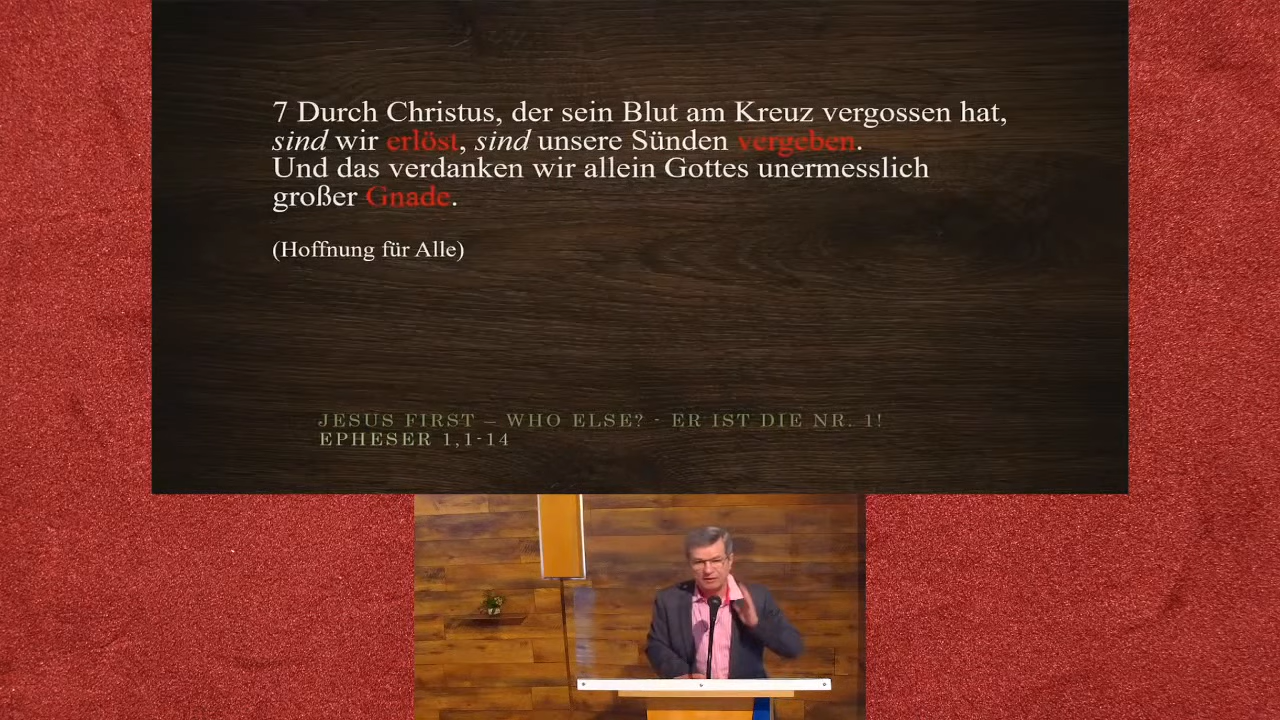 7 Durch Christus, der sein Blut am Kreuz vergossen hat,
sind wir erlöst, sind unsere Sünden vergeben.
Und das verdanken wir allein Gottes unermesslich
großer Gnade.
(Hoffnung für Alle)
JESUS FIRST – WHO ELSE? - ER IST DIE NR. 1!
EPHESER 1,1-14